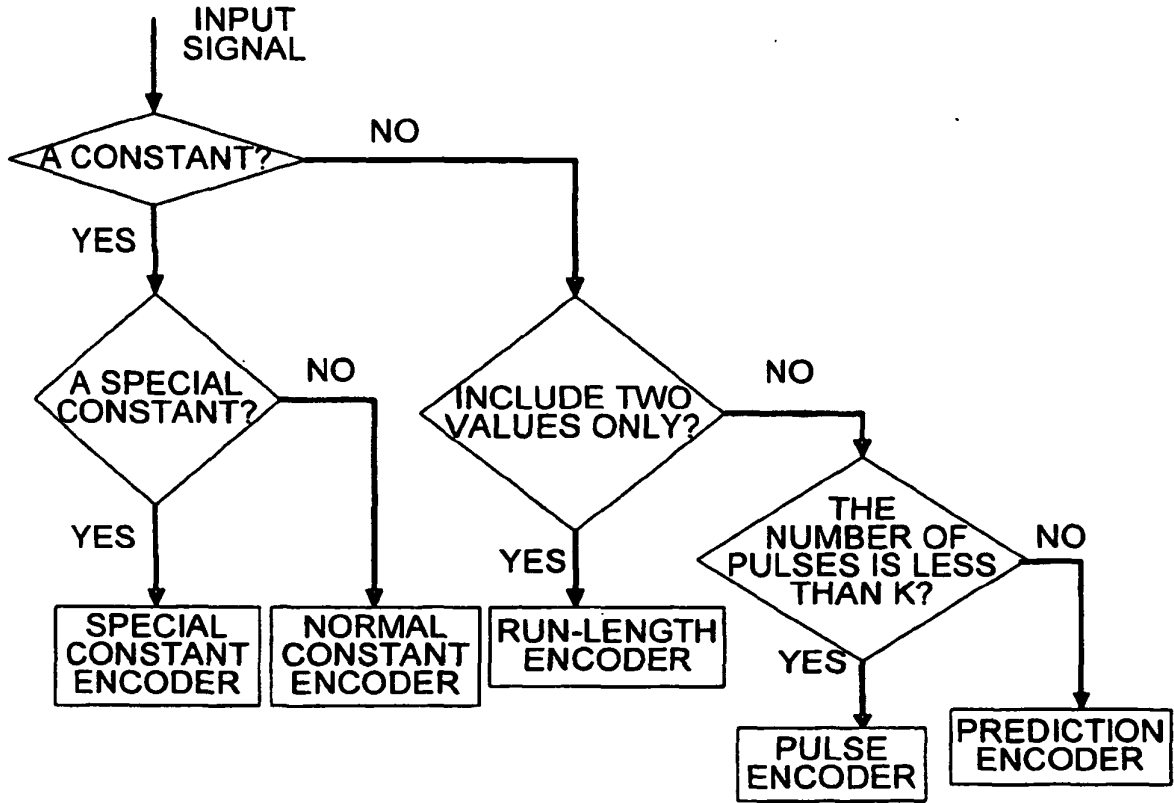 INPUT
SIGNAL
A CONSTANT?
NO
YES
A SPECIAL
CONSTANT?
NO
YES
INCLUDE TWO
VALUES ONLY?
NO
YES
THE
NUMBER OF
PULSES IS LESS
THAN K?
NO
YES
SPECIAL
CONSTANT
ENCODER
NORMAL
CONSTANT
ENCODER
RUN-LENGTH
ENCODER
PULSE
ENCODER
PREDICTION
ENCODER